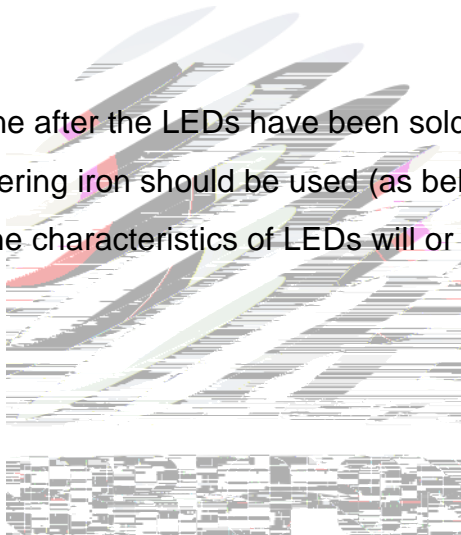 ne after the LEDs have been sold
ering iron should be used (as bel
ne characteristics of LEDs will or